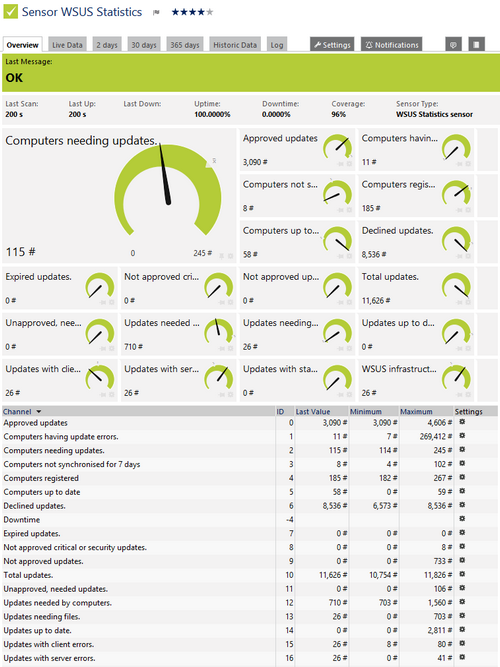 Sensor WSUS Statistics
Overview Live Data 2 days 30 days 365 days Historic Data Log Settings Notifications
Last Message:
OK
Last Scan: Last Up: Last Down: Uptime: Downtime: Coverage: Sensor Type:
200 s 200 s 100.0000% 0.0000% 96% WSUS Statistics sensor
Computers needing updates.
115 #
0 245 #
Approved updates
3,090 #
Computers havin...
11 #
Computers not s...
8 #
Computers regis...
185 #
Computers up to...
58 #
Declined updates.
8,536 #
Expired updates.
0 #
Not approved cri...
0 #
Not approved up...
0 #
Total updates.
11,626 #
Unapproved, nee...
0 #
Updates needed ...
710 #
Updates needing...
26 #
Updates up to d...
0 #
Updates with clie...
26 #
Updates with ser...
26 #
Updates with sta...
0 #
WSUS infrastruct...
26 #
Channel ID Last Value Minimum Maximum Settings
Approved updates 0 3,090 # 3,090 # 4,606 #
Computers having update errors. 1 11 # 7 # 269,412 #
Computers needing updates. 2 115 # 114 # 245 #
Computers not synchronised for 7 days 3 8 # 4 # 102 #
Computers registered 4 185 # 182 # 267 #
Computers up to date 5 58 # 0 # 59 #
Declined updates. 6 8,536 # 6,573 # 8,536 #
Downtime -4
Expired updates. 7 0 # 0 # 0 #
Not approved critical or security updates. 8 0 # 0 # 8 #
Not approved updates. 9 0 # 0 # 733 #
Total updates. 10 11,626 # 10,754 # 11,826 #
Unapproved, needed updates. 11 0 # 0 # 106 #
Updates needed by computers. 12 710 # 703 # 1,560 #
Updates needing files. 13 26 # 0 # 703 #
Updates up to date. 14 0 # 0 # 2,811 #
Updates with client errors. 15 26 # 8 # 80 #
Updates with server errors. 16 26 # 0 # 41 #